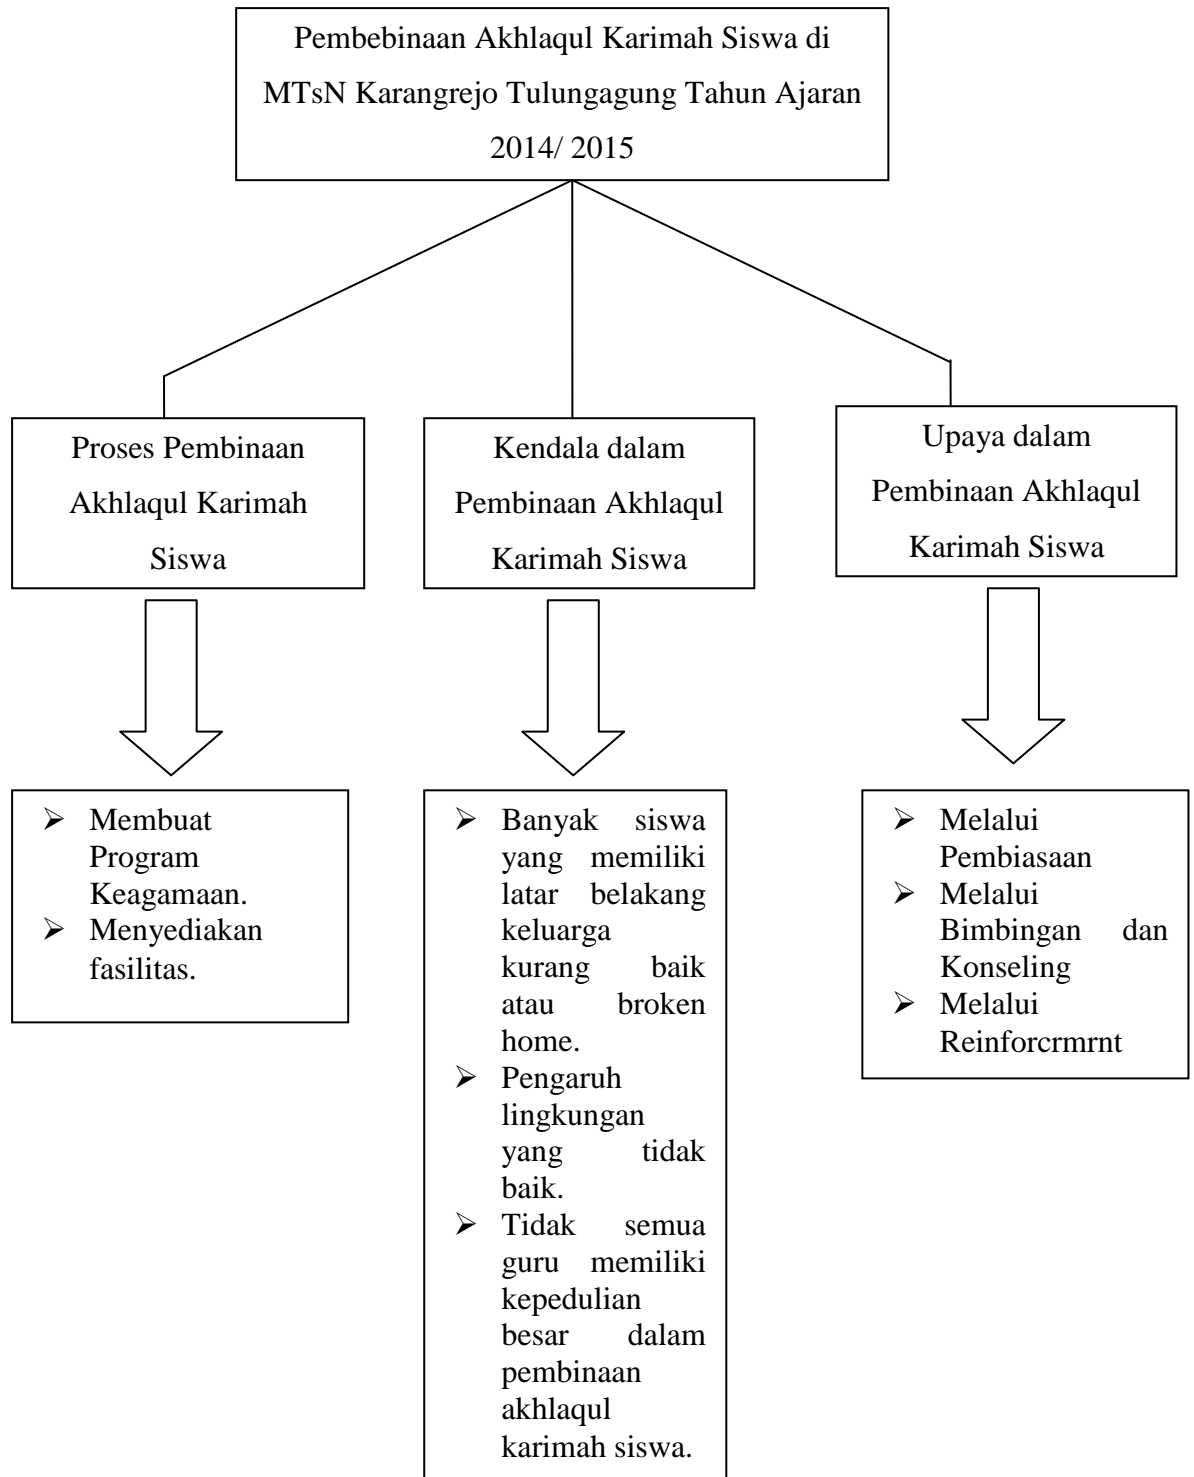 Pembebinaan Akhlaqul Karimah Siswa di
MTsN Karangrejo Tulungagung Tahun Ajaran
2014/ 2015
Proses Pembinaan
Akhlaqul Karimah
Siswa
Kendala dalam
Pembinaan Akhlaqul
Karimah Siswa
Upaya dalam
Pembinaan Akhlaqul
Karimah Siswa
➢ Membuat
Program
Keagamaan.
➢ Menyediakan
fasilitas.
➢ Banyak siswa
yang memiliki
latar belakang
keluarga
kurang baik
atau broken
home.
➢ Pengaruh
lingkungan
yang tidak
baik.
➢ Tidak semua
guru memiliki
kepedulian
besar dalam
pembinaan
akhlaqul
karimah siswa.
➢ Melalui
Pembiasaan
➢ Melalui
Bimbingan dan
Konseling
➢ Melalui
Reinforcrmrnt